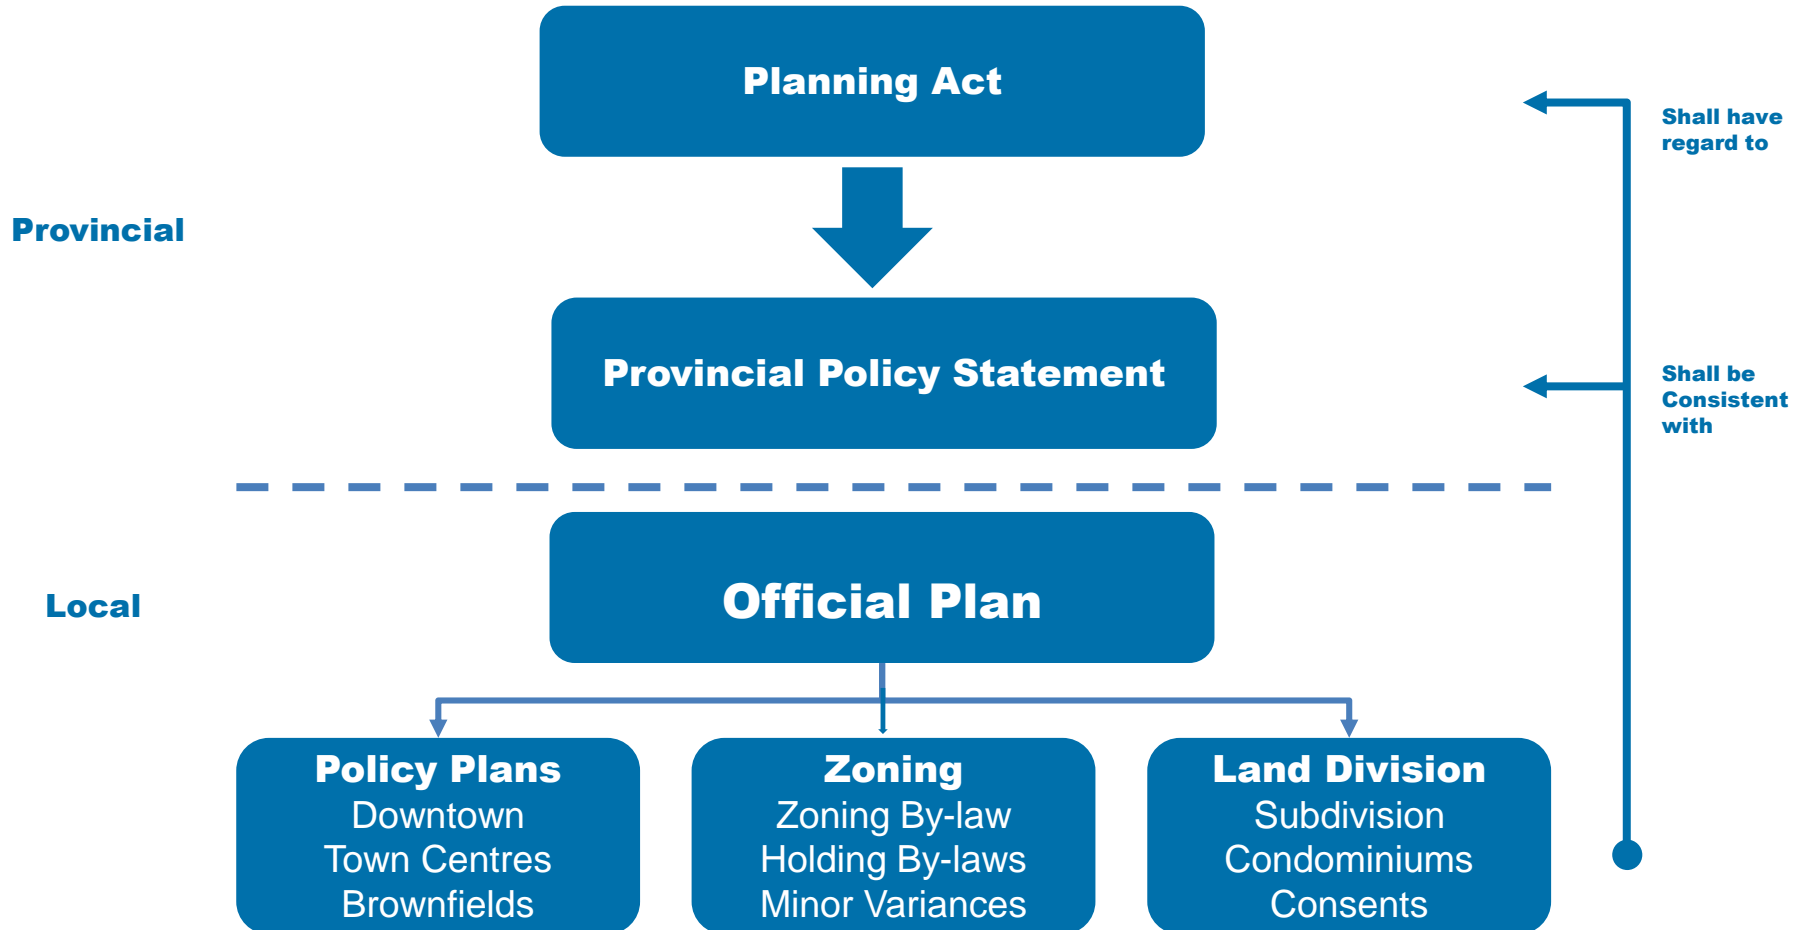 Planning Act
Shall have
regard to
Provincial
Provincial Policy Statement
Shall be
Consistent
with
Official Plan
Local
Policy Plans
Downtown
Town Centres
Brownfields
Zoning
Zoning By-law
Holding By-laws
Minor Variances
Land Division
Subdivision
Condominiums
Consents